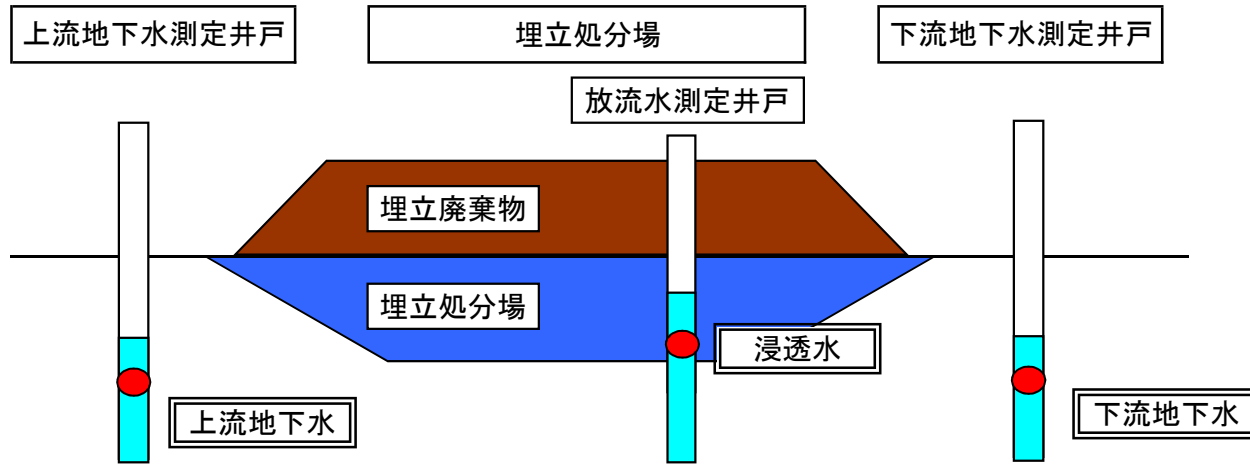 上流地下水測定井戸
埋立処分場
下流地下水測定井戸
放流水測定井戸
埋立廃棄物
埋立処分場
浸透水
上流地下水
下流地下水